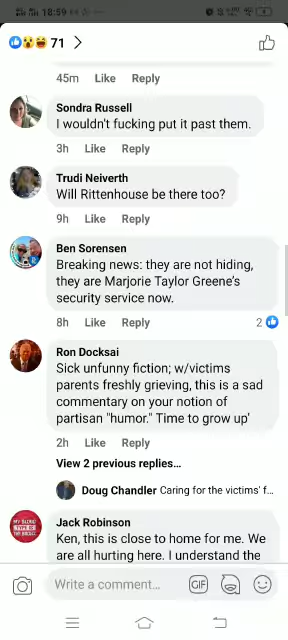 18:59
71
45m Like Reply
Sondra Russell
I wouldn't fucking put it past them.
3h Like Reply
Trudi Neiverth
Will Rittenhouse be there too?
9h Like Reply
Ben Sorensen
Breaking news: they are not hiding,
they are Marjorie Taylor Greene's
security service now.
8h Like Reply 2
Ron Docksai
Sick unfunny fiction; w/victims
parents freshly grieving, this is a sad
commentary on your notion of
partisan "humor." Time to grow up'
2h Like Reply
View 2 previous replies...
Doug Chandler Caring for the victims' f...
MY BLOOD
TYPE IS
Jack Robinson
Ken, this is close to home for me. We
are all hurting here. I understand the
Write a comment...
GIF